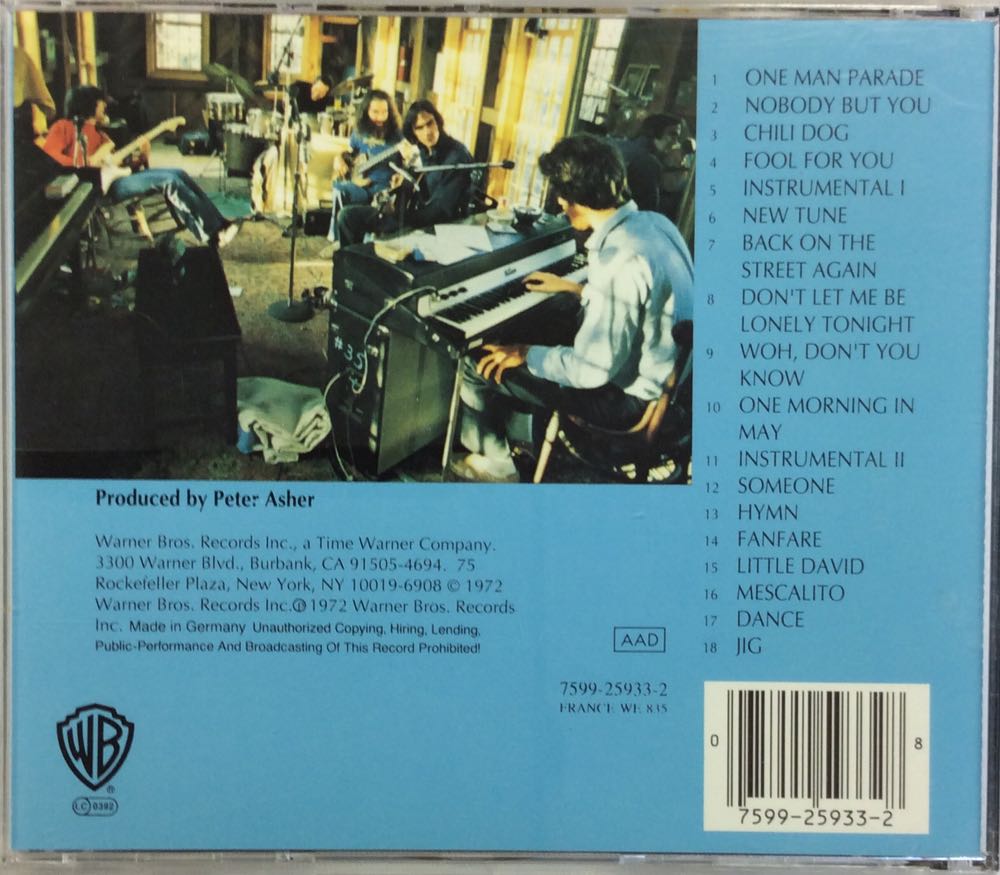 #35
1 ONE MAN PARADE
2 NOBODY BUT YOU
3 CHILI DOG
4 FOOL FOR YOU
5 INSTRUMENTAL I
6 NEW TUNE
7 BACK ON THE
STREET AGAIN
8 DON'T LET ME BE
LONELY TONIGHT
9 WOH, DON'T YOU
KNOW
10 ONE MORNING IN
MAY
11 INSTRUMENTAL II
12 SOMEONE
13 HYMN
14 FANFARE
15 LITTLE DAVID
16 MESCALITO
17 DANCE
18 JIG
Produced by Peter Asher
Warner Bros. Records Inc., a Time Warner Company.
3300 Warner Blvd., Burbank, CA 91505-4694. 75
Rockefeller Plaza, New York, NY 10019-6908 © 1972
Warner Bros. Records Inc.℗1972 Warner Bros. Records
Inc. Made in Germany Unauthorized Copying, Hiring, Lending,
Public-Performance And Broadcasting Of This Record Prohibited!
AAD
7599-25933-2
FRANCE WE 835
WB
®
LC 0392
0 8
7599-25933-2